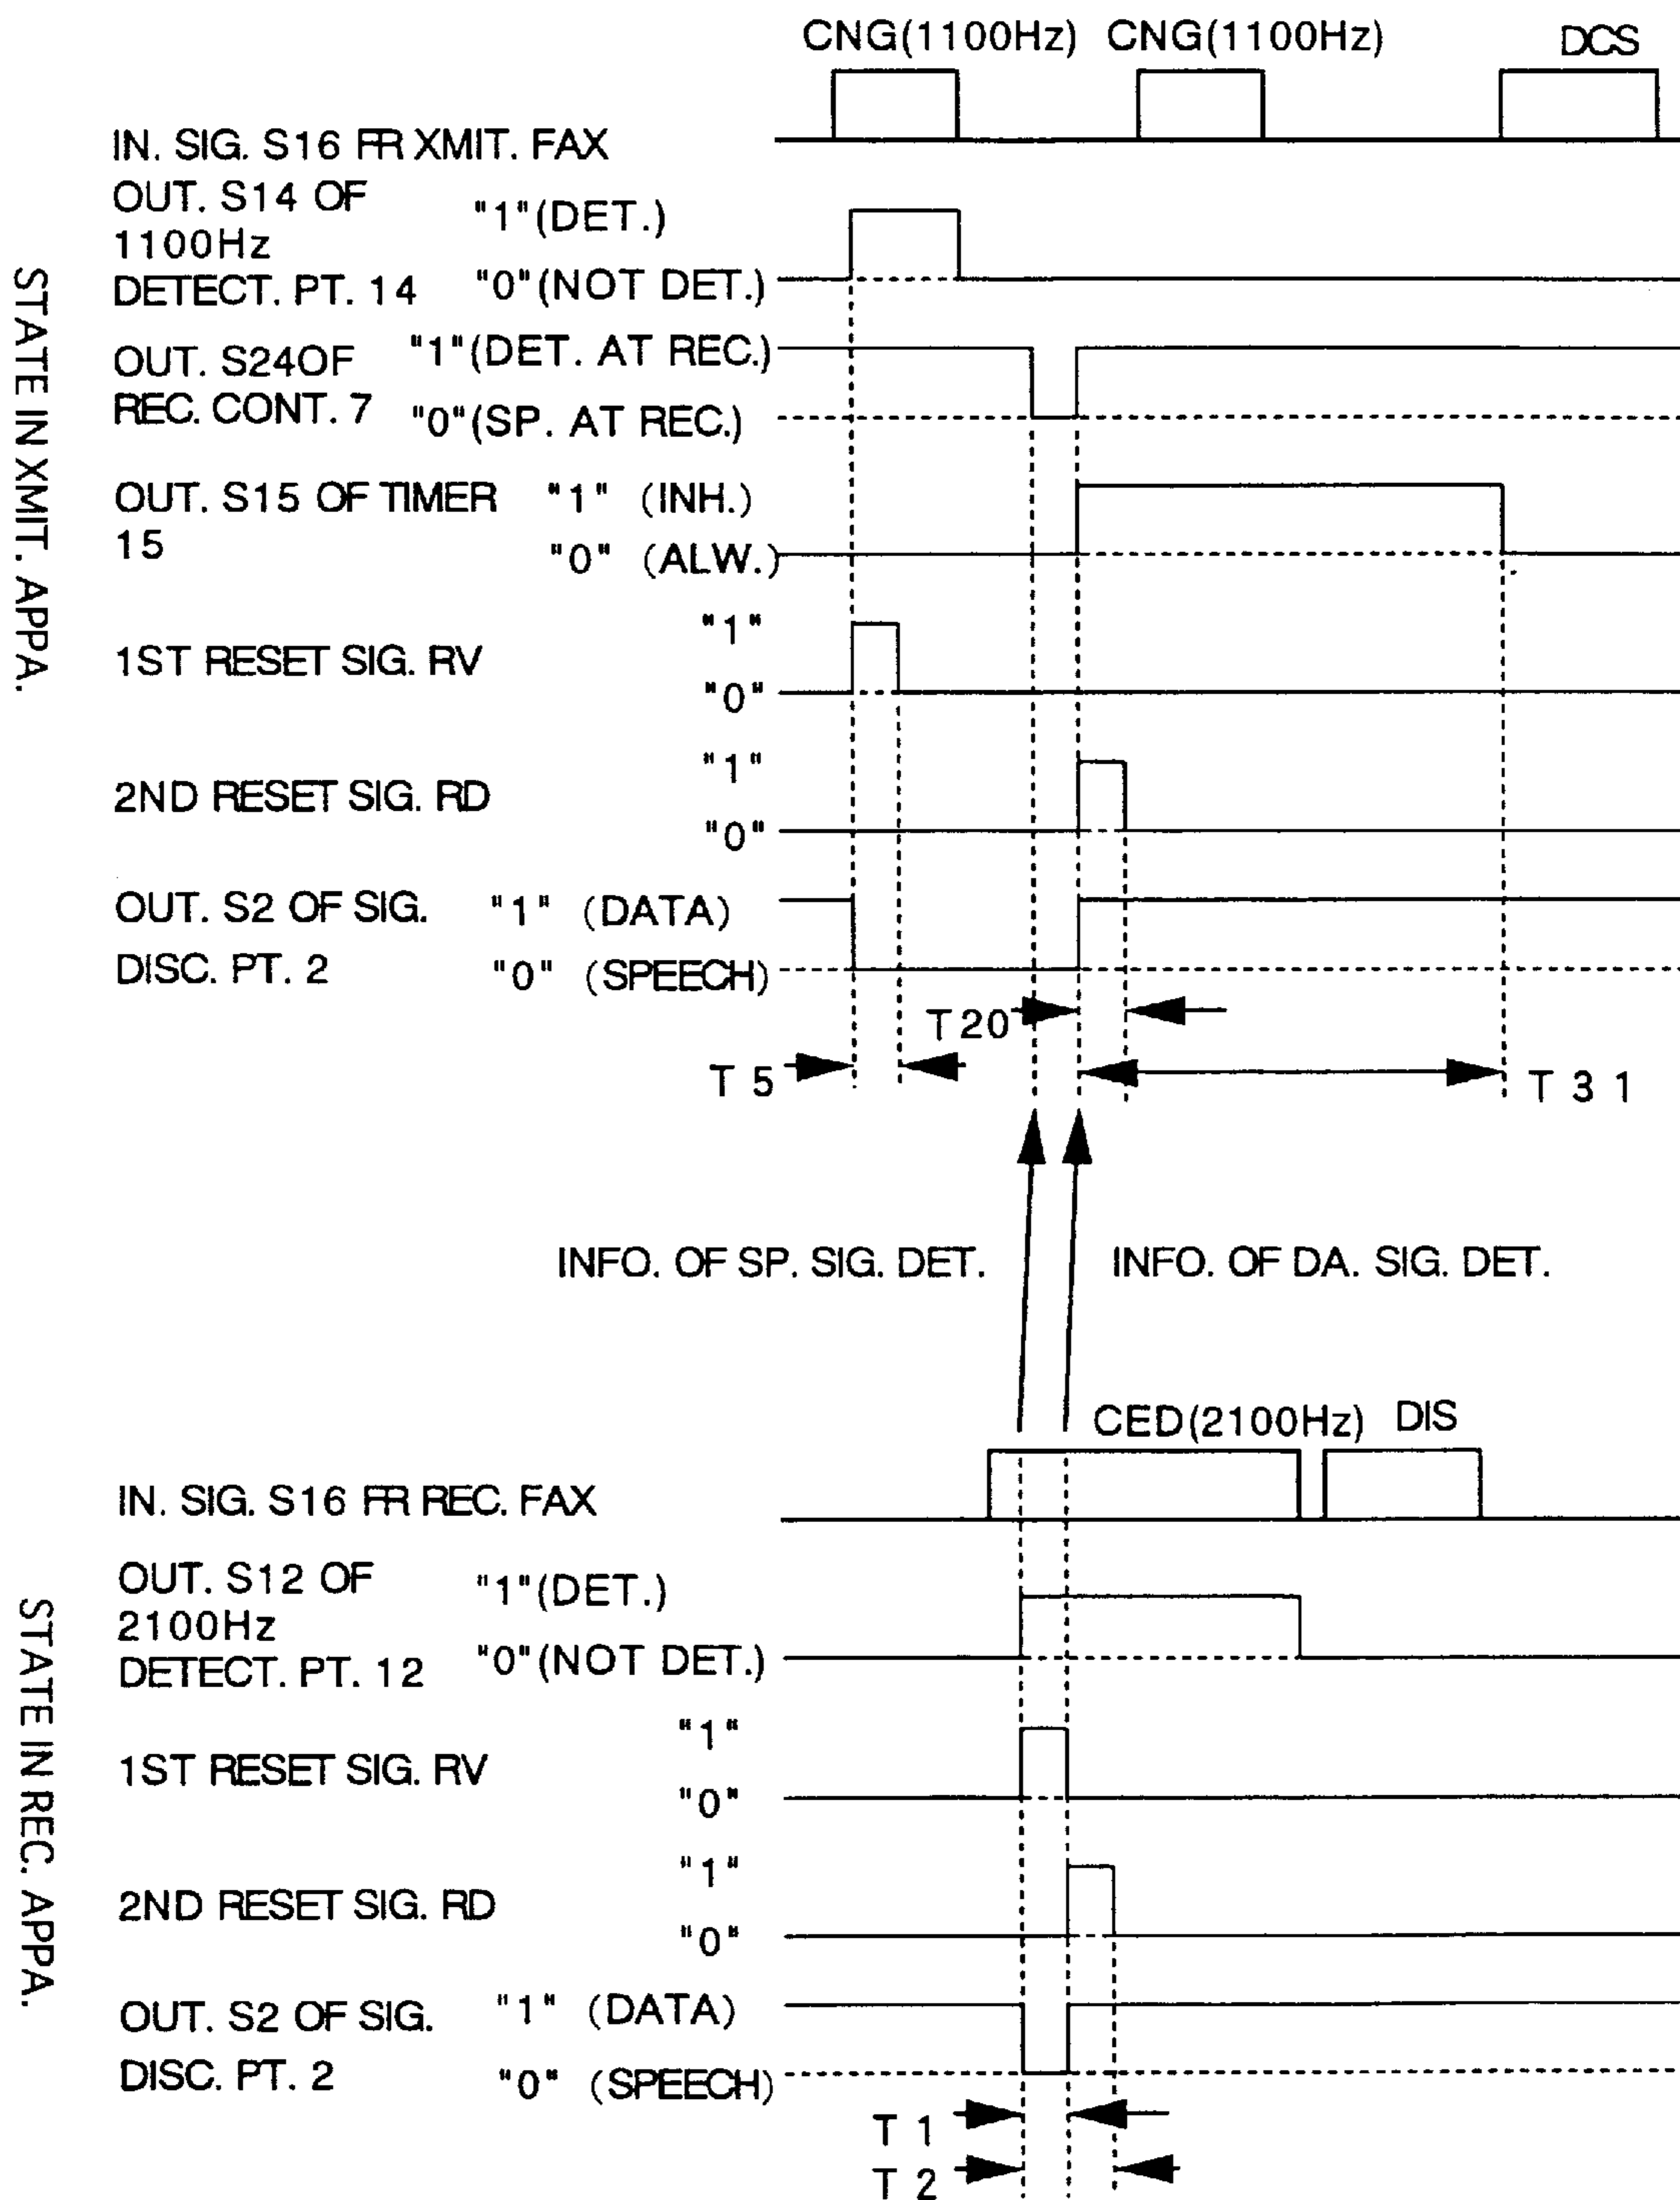 CNG(1100Hz) CNG(1100Hz) DCS
IN. SIG. S16 FR XMIT. FAX
OUT. S14 OF "1"(DET.)
1100Hz
DETECT. PT. 14 "0"(NOT DET.)
OUT. S24OF "1"(DET. AT REC.)
REC. CONT. 7 "0"(SP. AT REC.)
OUT. S15 OF TIMER "1" (INH.)
15 "0" (ALW.)
1ST RESET SIG. RV "1"
"0"
2ND RESET SIG. RD "1"
"0"
OUT. S2 OF SIG. "1" (DATA)
DISC. PT. 2 "0" (SPEECH)
T20
T 5
T 3 1
STATE IN XMIT. APPA.
INFO. OF SP. SIG. DET. INFO. OF DA. SIG. DET.
CED(2100Hz) DIS
IN. SIG. S16 FR REC. FAX
OUT. S12 OF "1"(DET.)
2100Hz
DETECT. PT. 12 "0"(NOT DET.)
1ST RESET SIG. RV "1"
"0"
2ND RESET SIG. RD "1"
"0"
OUT. S2 OF SIG. "1" (DATA)
DISC. PT. 2 "0" (SPEECH)
T 1
T 2
STATE IN REC. APPA.